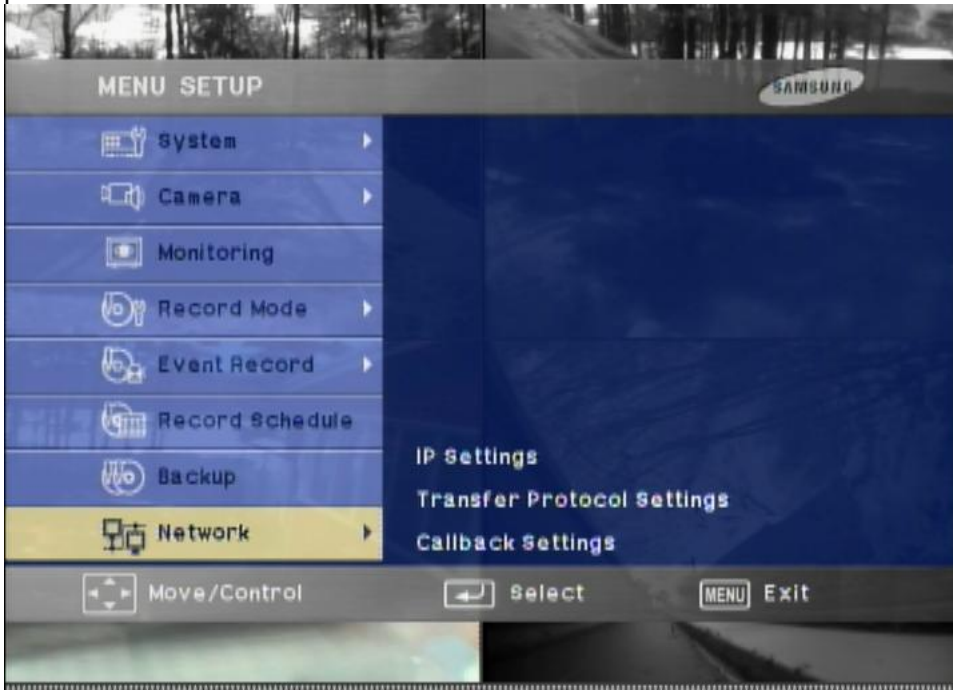 MENU SETUP
SAMSUNG
System
Camera
Monitoring
Record Mode
Event Record
Record Schedule
Backup
Network
IP Settings
Transfer Protocol Settings
Callback Settings
Move/Control
Select
MENU Exit